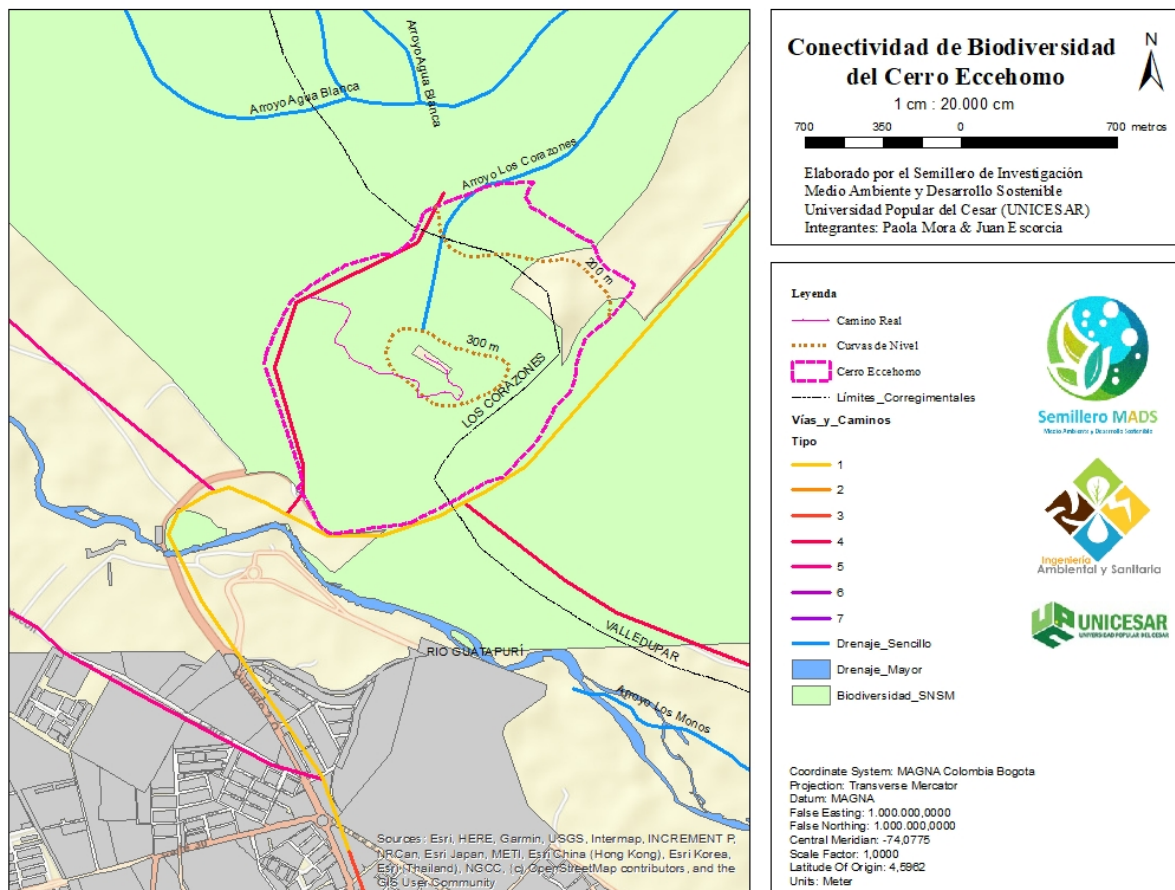 Arroyo Agua Blanca
Arroyo Agua Blanca
Arroyo Los Corazones
200 m
300 m
LOS CORAZONES
VALLEDUPAR
RIO GUATAPURÍ
Arroyo Los Monos
Sources: Esri, HERE, Garmin, USGS, Intermap, INCREMENT P,
NRCan, Esri Japan, METI, Esri China (Hong Kong), Esri Korea,
Esri (Thailand), NGCC, (c) OpenStreetMap contributors, and the
GIS User Community
Conectividad de Biodiversidad
del Cerro Eccehomo
N
1 cm : 20.000 cm
700 350 0 700 metros
Elaborado por el Semillero de Investigación
Medio Ambiente y Desarrollo Sostenible
Universidad Popular del Cesar (UNICESAR)
Integrantes: Paola Mora & Juan Escorcia
Leyenda
Camino Real
Curvas de Nivel
Cerro Eccehomo
Límites_Corregimentales
Vías_y_Caminos
Tipo
1
2
3
4
5
6
7
Drenaje_Sencillo
Drenaje_Mayor
Biodiversidad_SNSM
Semillero MADS
Medio Ambiente y Desarrollo Sostenible
Ingeniería
Ambiental y Sanitaria
UNICESAR
UNIVERSIDAD POPULAR DEL CESAR
Coordinate System: MAGNA Colombia Bogota
Projection: Transverse Mercator
Datum: MAGNA
False Easting: 1.000.000,0000
False Northing: 1.000.000,0000
Central Meridian: -74,0775
Scale Factor: 1,0000
Latitude Of Origin: 4,5962
Units: Meter